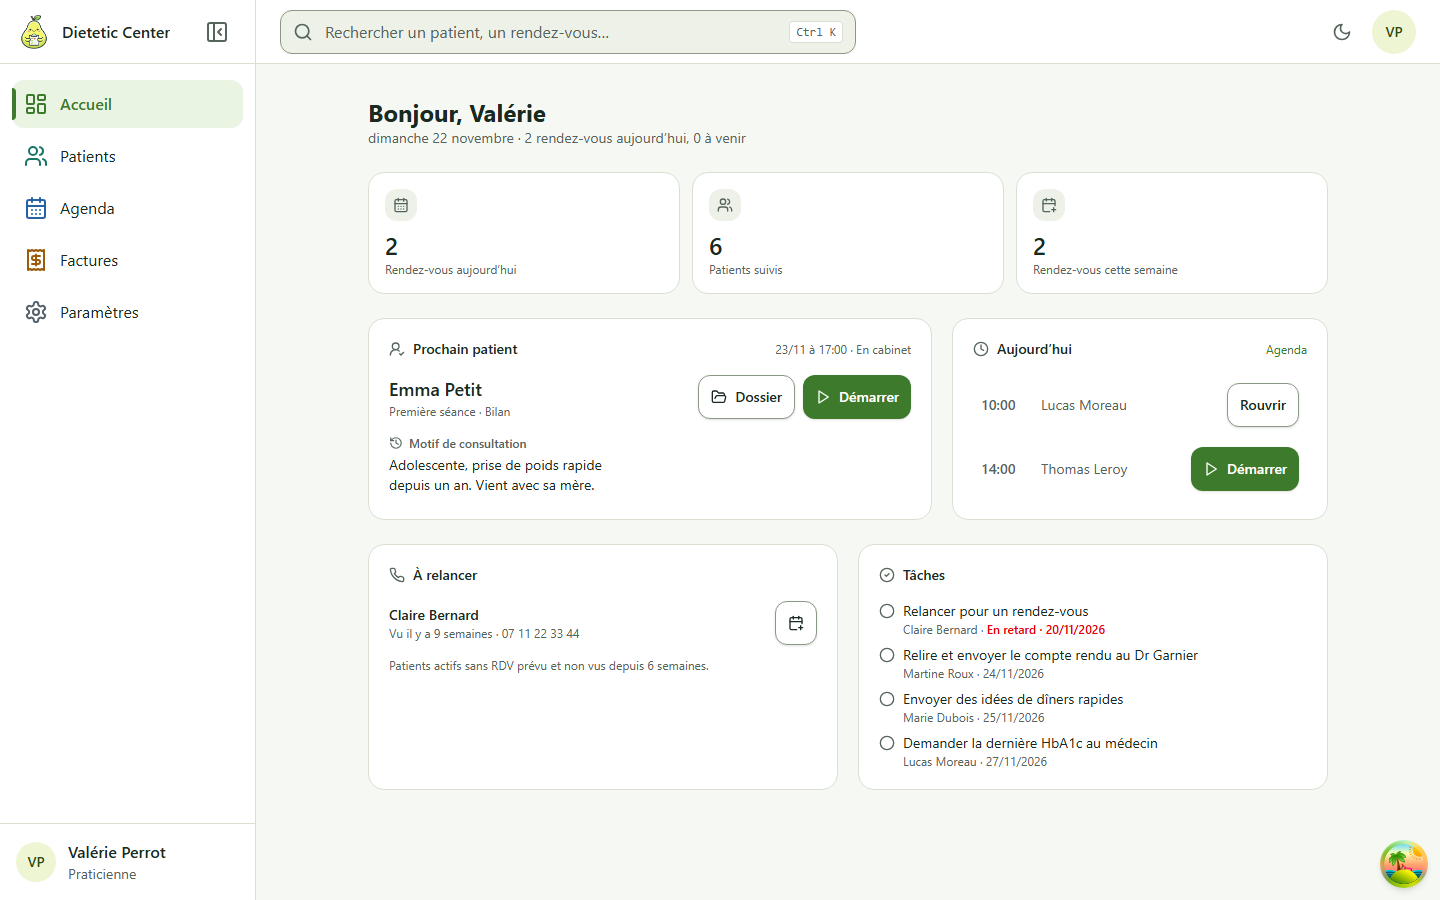 Dietetic Center
Rechercher un patient, un rendez-vous...
Ctrl K
VP
Accueil
Patients
Agenda
Factures
Paramètres
Valérie Perrot
Praticienne
VP
Bonjour, Valérie
dimanche 22 novembre · 2 rendez-vous aujourd’hui, 0 à venir
2
Rendez-vous aujourd’hui
6
Patients suivis
2
Rendez-vous cette semaine
Prochain patient
23/11 à 17:00 · En cabinet
Emma Petit
Première séance · Bilan
Dossier
Démarrer
Motif de consultation
Adolescente, prise de poids rapide
depuis un an. Vient avec sa mère.
Aujourd’hui
Agenda
10:00 Lucas Moreau Rouvrir
14:00 Thomas Leroy Démarrer
À relancer
Claire Bernard
Vu il y a 9 semaines · 07 11 22 33 44
Patients actifs sans RDV prévu et non vus depuis 6 semaines.
Tâches
Relancer pour un rendez-vous
Claire Bernard · En retard · 20/11/2026
Relire et envoyer le compte rendu au Dr Garnier
Martine Roux · 24/11/2026
Envoyer des idées de dîners rapides
Marie Dubois · 25/11/2026
Demander la dernière HbA1c au médecin
Lucas Moreau · 27/11/2026